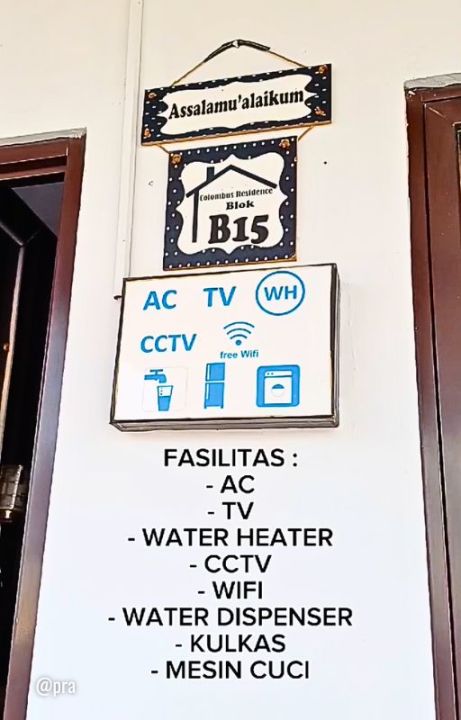 Assalamu'alaikum
Colombus Residence
Blok
B15
AC TV WH
CCTV
free Wifi
FASILITAS :
- AC
- TV
- WATER HEATER
- CCTV
- WIFI
- WATER DISPENSER
- KULKAS
- MESIN CUCI
@pra